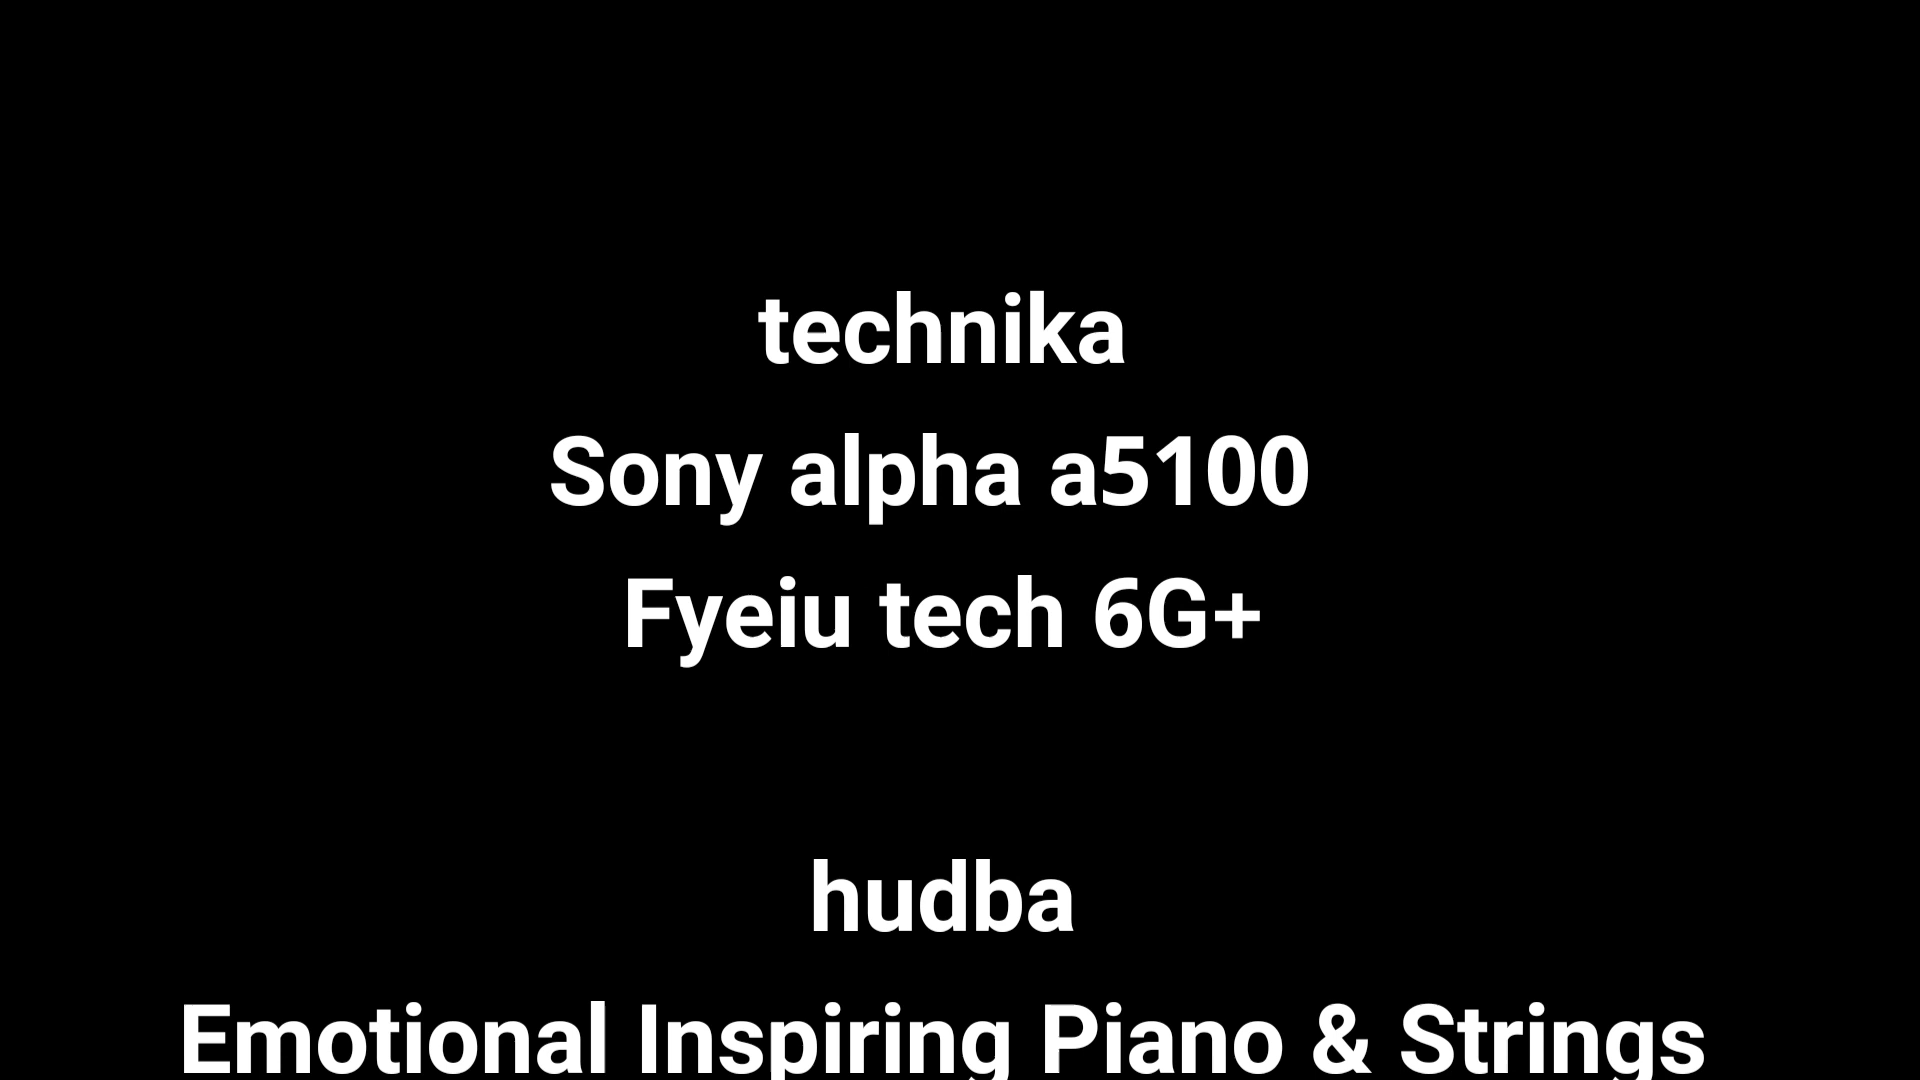 technika
Sony alpha a5100
Fyeiu tech 6G+
hudba
Emotional Inspiring Piano & Strings